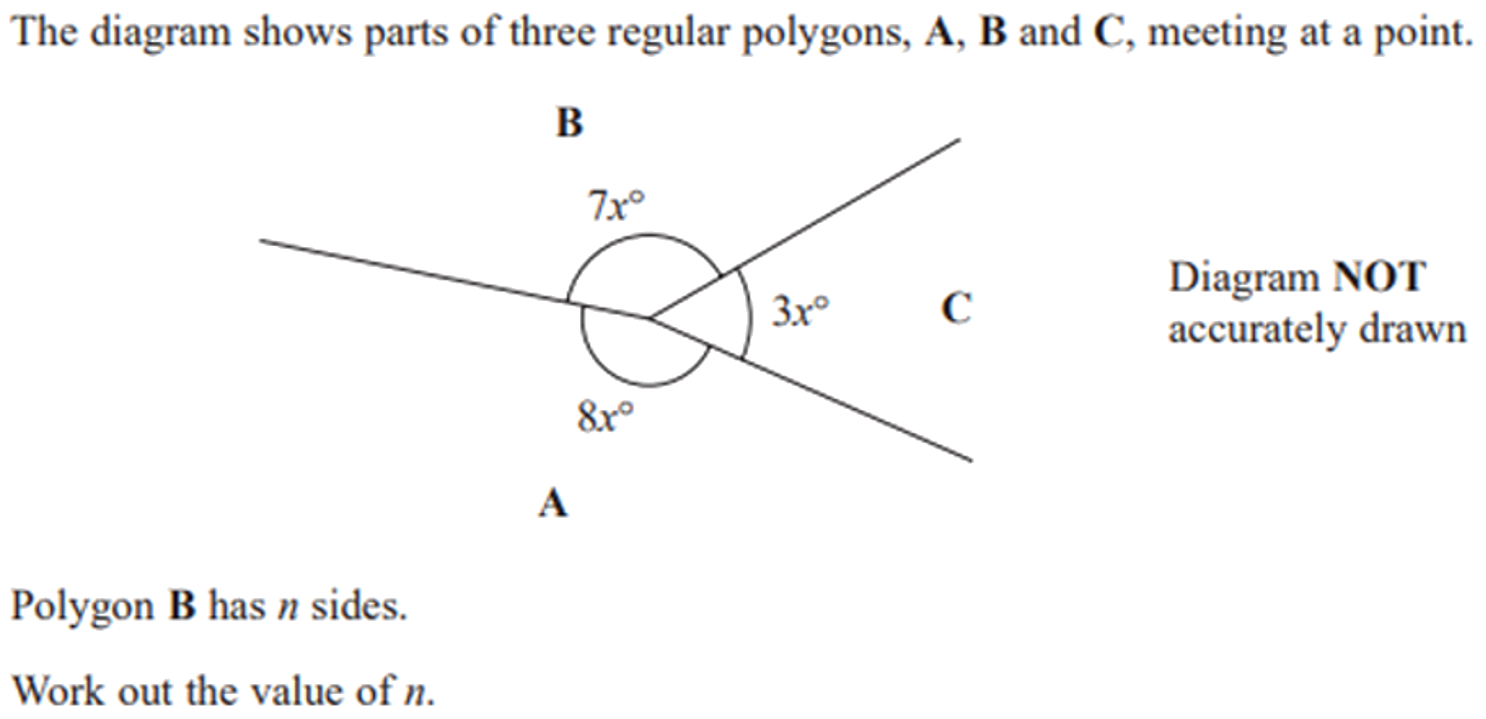 The diagram shows parts of three regular polygons, A, B and C, meeting at a point.
B
7x°
3x°
C
Diagram NOT
accurately drawn
8x°
A
Polygon B has n sides.
Work out the value of n.